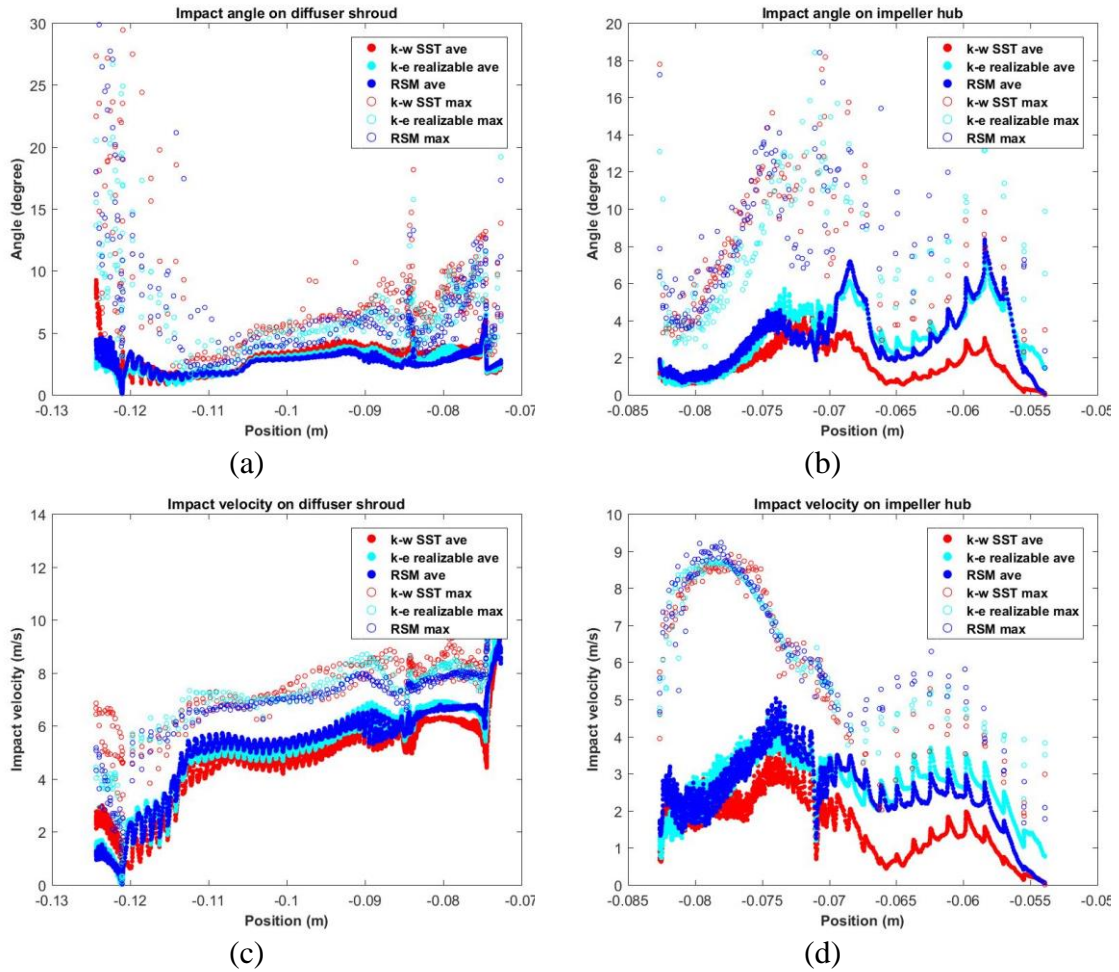 Impact angle on diffuser shroud
30
25
20
15
10
5
0
Angle (degree)
k-w SST ave
k-e realizable ave
RSM ave
k-w SST max
k-e realizable max
RSM max
-0.13 -0.12 -0.11 -0.1 -0.09 -0.08 -0.07
Position (m)
(a)
Impact angle on impeller hub
20
18
16
14
12
10
8
6
4
2
0
Angle (degree)
k-w SST ave
k-e realizable ave
RSM ave
k-w SST max
k-e realizable max
RSM max
-0.085 -0.08 -0.075 -0.07 -0.065 -0.06 -0.055 -0.05
Position (m)
(b)
Impact velocity on diffuser shroud
14
12
10
8
6
4
2
0
Impact velocity (m/s)
k-w SST ave
k-e realizable ave
RSM ave
k-w SST max
k-e realizable max
RSM max
-0.13 -0.12 -0.11 -0.1 -0.09 -0.08 -0.07
Position (m)
(c)
Impact velocity on impeller hub
10
9
8
7
6
5
4
3
2
1
0
Impact velocity (m/s)
k-w SST ave
k-e realizable ave
RSM ave
k-w SST max
k-e realizable max
RSM max
-0.085 -0.08 -0.075 -0.07 -0.065 -0.06 -0.055 -0.05
Position (m)
(d)